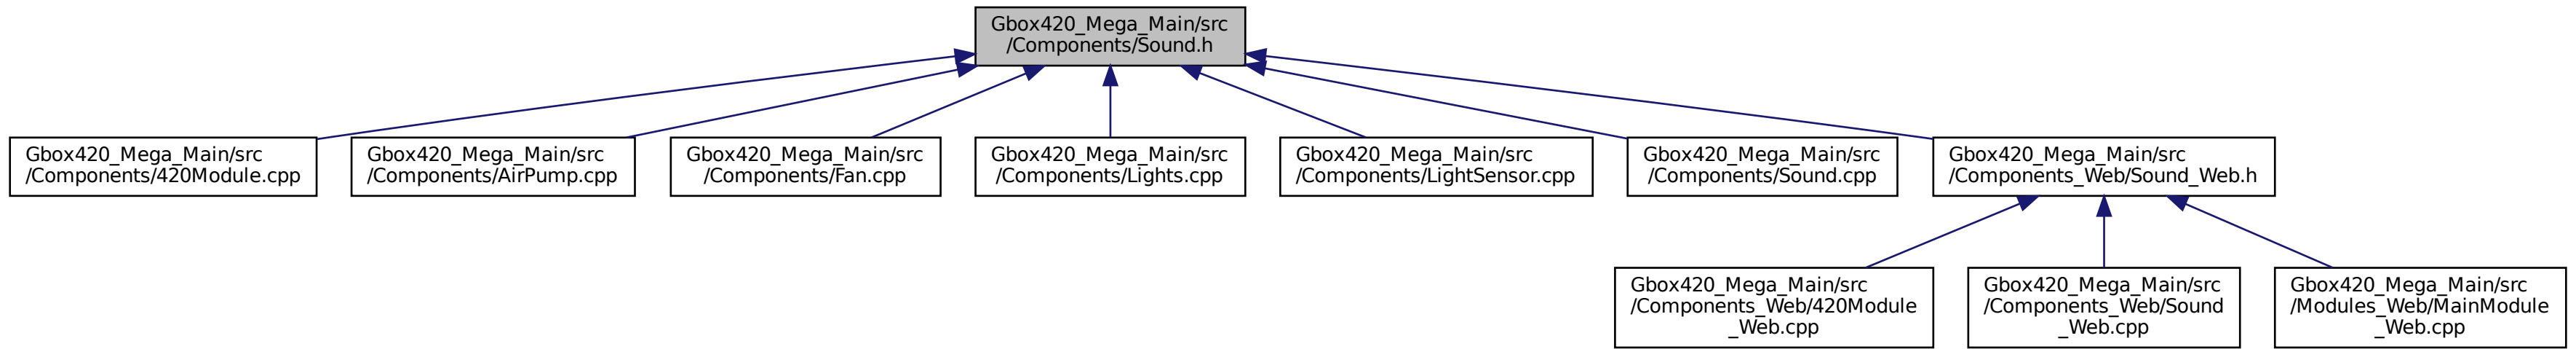 Gbox420_Mega_Main/src
/Components/Sound.h
Gbox420_Mega_Main/src
/Components/420Module.cpp
Gbox420_Mega_Main/src
/Components/AirPump.cpp
Gbox420_Mega_Main/src
/Components/Fan.cpp
Gbox420_Mega_Main/src
/Components/Lights.cpp
Gbox420_Mega_Main/src
/Components/LightSensor.cpp
Gbox420_Mega_Main/src
/Components/Sound.cpp
Gbox420_Mega_Main/src
/Components_Web/Sound_Web.h
Gbox420_Mega_Main/src
/Components_Web/420Module
_Web.cpp
Gbox420_Mega_Main/src
/Components_Web/Sound
_Web.cpp
Gbox420_Mega_Main/src
/Modules_Web/MainModule
_Web.cpp